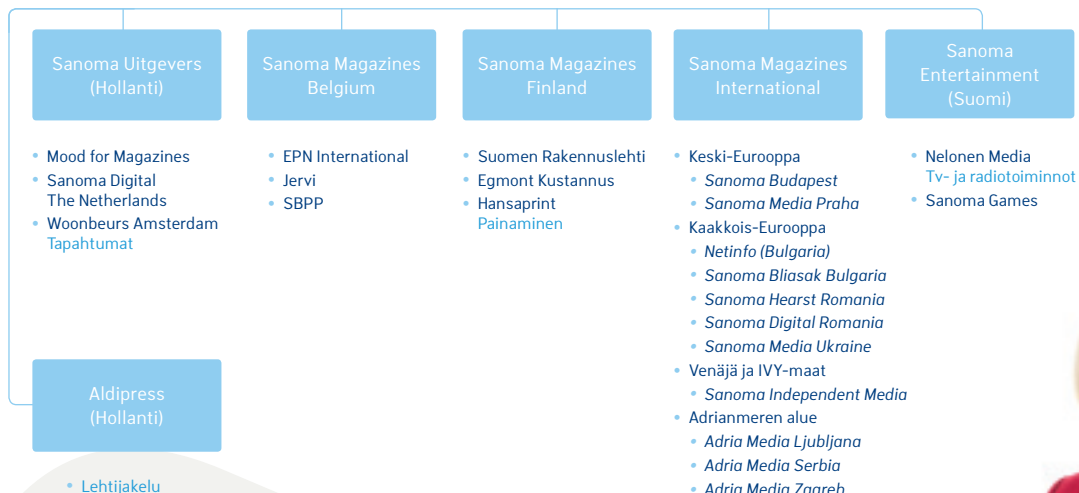 Sanoma Uitgevers
(Hollanti)
Mood for Magazines
Sanoma Digital
The Netherlands
Woonbeurs Amsterdam
Tapahtumat
Sanoma Magazines
Belgium
EPN International
Jervi
SBPP
Sanoma Magazines
Finland
Suomen Rakennuslehti
Egmont Kustannus
Hansaprint
Painaminen
Sanoma Magazines
International
Keski-Eurooppa
Sanoma Budapest
Sanoma Media Praha
Kaakkois-Eurooppa
Netinfo (Bulgaria)
Sanoma Bliasak Bulgaria
Sanoma Hearst Romania
Sanoma Digital Romania
Sanoma Media Ukraine
Venäjä ja IVY-maat
Sanoma Independent Media
Adrianmeren alue
Adria Media Ljubljana
Adria Media Serbia
Adria Media Zagreb
Sanoma
Entertainment
(Suomi)
Nelonen Media
Tv- ja radiotoiminnot
Sanoma Games
Aldipress
(Hollanti)
Lehtijakelu